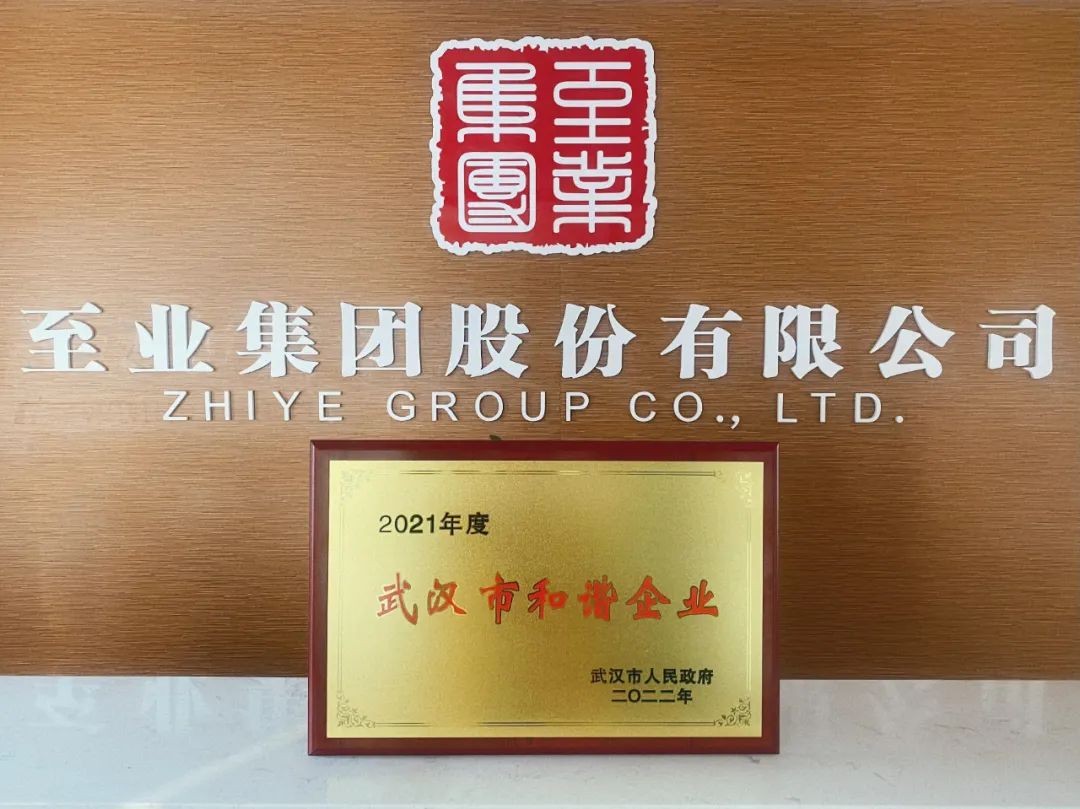 至业
集团
至业集团股份有限公司
ZHIYE GROUP CO., LTD.
2021年度
武汉市和谐企业
武汉市人民政府
二〇二二年